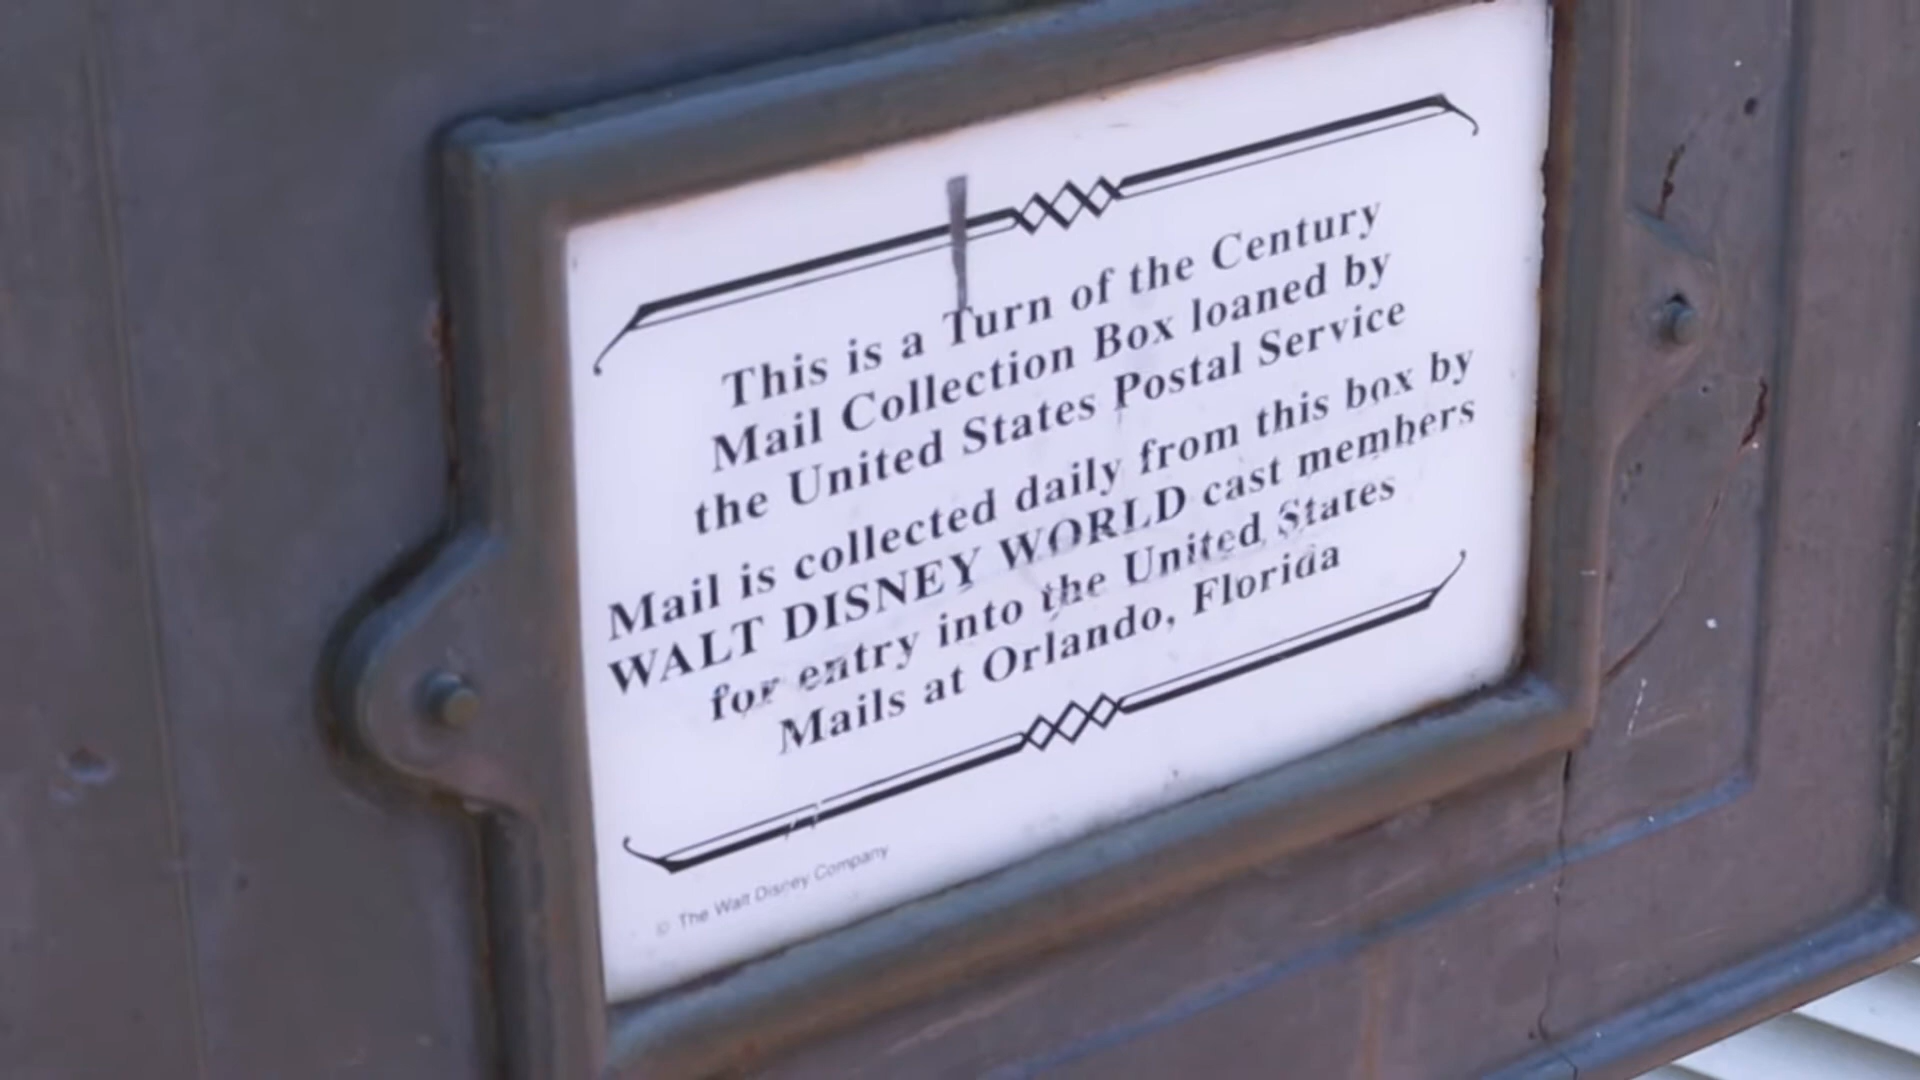 This is a Turn of the Century
Mail Collection Box loaned by
the United States Postal Service
Mail is collected daily from this box by
WALT DISNEY WORLD cast members
for entry into the United States
Mails at Orlando, Florida
© The Walt Disney Company